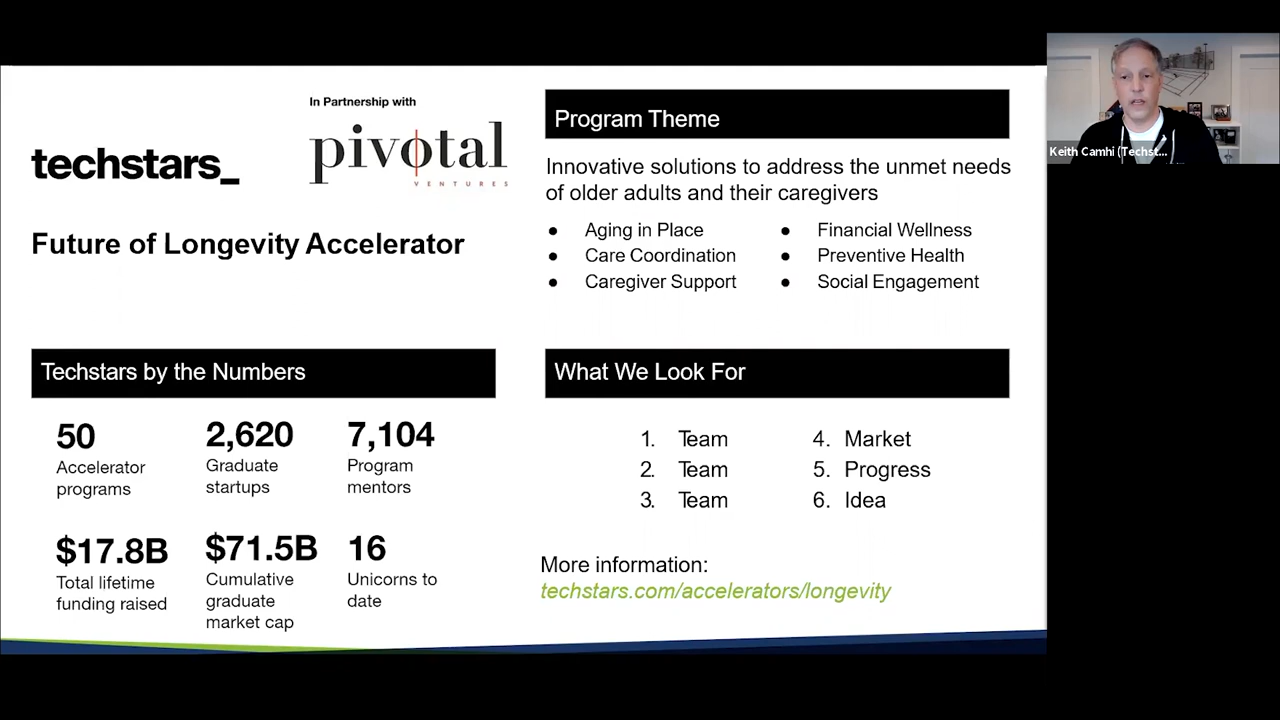 In Partnership with
techstars_
pivotal
VENTURES
Future of Longevity Accelerator
Program Theme
Innovative solutions to address the unmet needs
of older adults and their caregivers
● Aging in Place
● Care Coordination
● Caregiver Support
● Financial Wellness
● Preventive Health
● Social Engagement
Techstars by the Numbers
50
Accelerator
programs
2,620
Graduate
startups
7,104
Program
mentors
$17.8B
Total lifetime
funding raised
$71.5B
Cumulative
graduate
market cap
16
Unicorns to
date
What We Look For
1. Team
2. Team
3. Team
4. Market
5. Progress
6. Idea
More information:
techstars.com/accelerators/longevity
Keith Camhi (Techst...